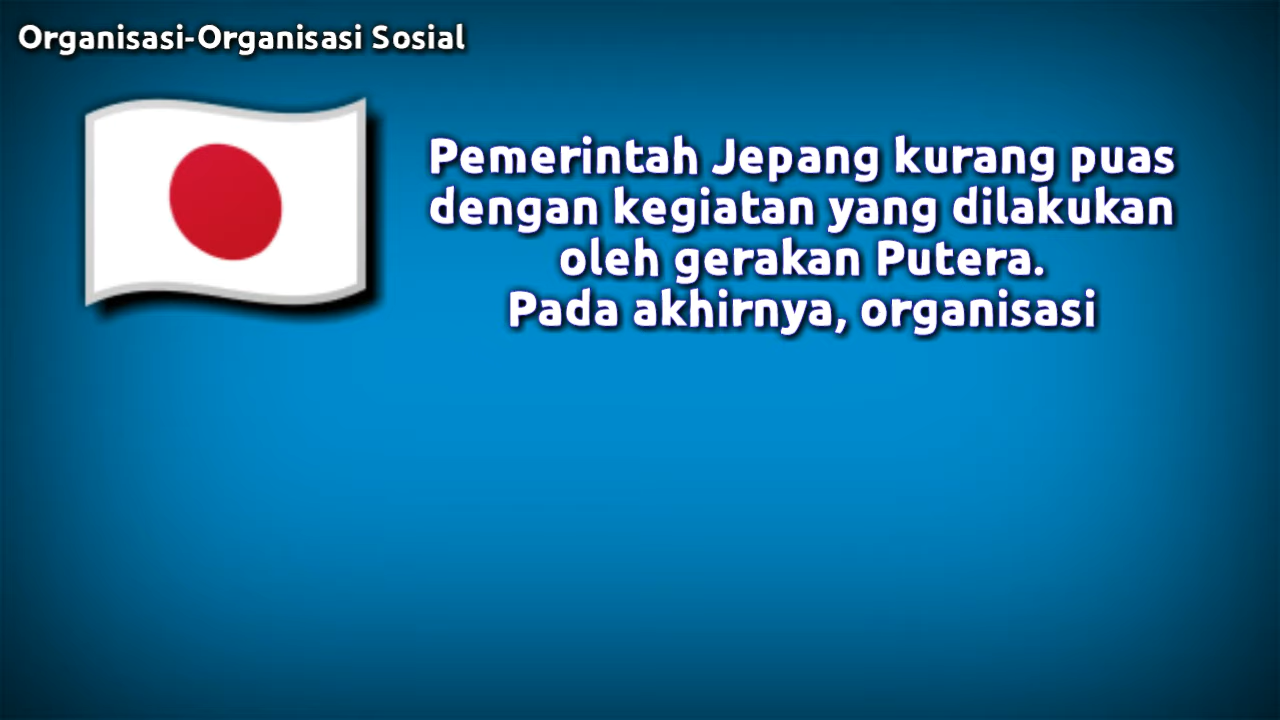 Organisasi-Organisasi Sosial
Pemerintah Jepang kurang puas
dengan kegiatan yang dilakukan
oleh gerakan Putera.
Pada akhirnya, organisasi